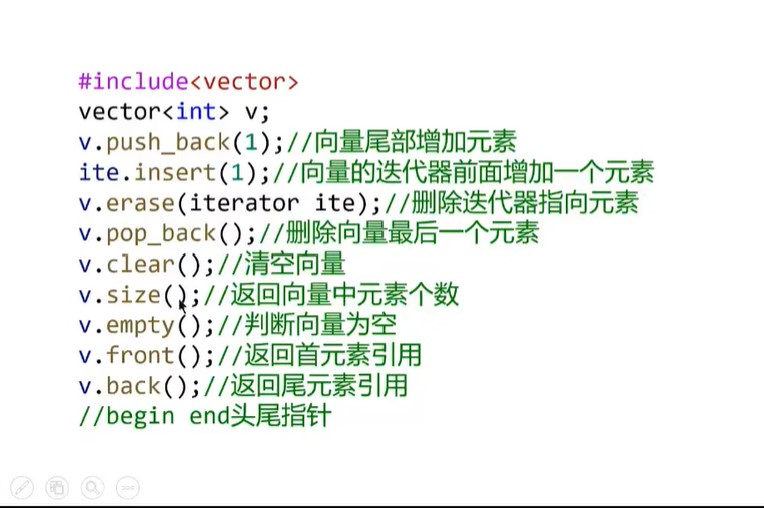 #include<vector>
vector<int> v;
v.push_back(1);//向量尾部增加元素
ite.insert(1);//向量的迭代器前面增加一个元素
v.erase(iterator ite);//删除迭代器指向元素
v.pop_back();//删除向量最后一个元素
v.clear();//清空向量
v.size();//返回向量中元素个数
v.empty();//判断向量为空
v.front();//返回首元素引用
v.back();//返回尾元素引用
//begin end头尾指针